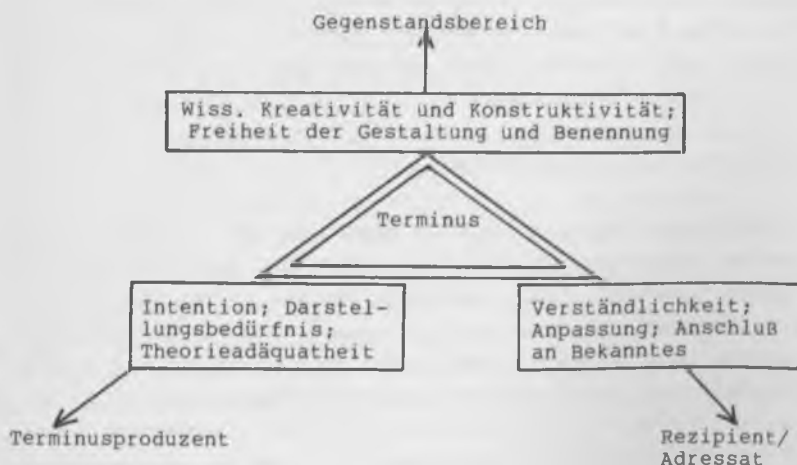 Gegenstandsbereich
Wiss. Kreativität und Konstruktivität;
Freiheit der Gestaltung und Benennung
Terminus
Intention; Darstel-
lungsbedürfnis;
Theorieadäquatheit
Verständlichkeit;
Anpassung; Anschluß
an Bekanntes
Terminusproduzent
Rezipient/
Adressat